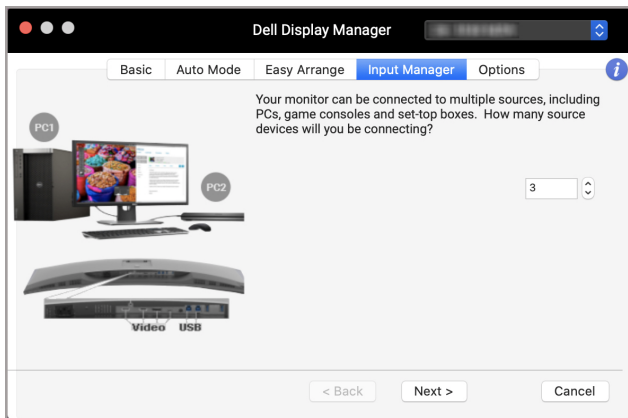 Dell Display Manager
Basic
Auto Mode
Easy Arrange
Input Manager
Options
i
Your monitor can be connected to multiple sources, including
PCs, game consoles and set-top boxes. How many source
devices will you be connecting?
PC1
PC2
3
Video
USB
< Back
Next >
Cancel